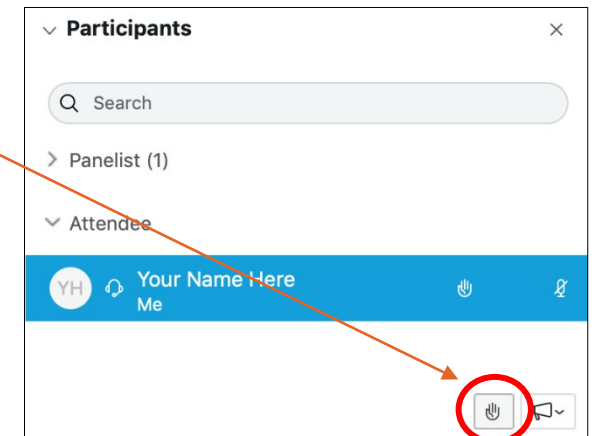 Participants
Search
Panelist (1)
Attendee
YH
Your Name Here
Me